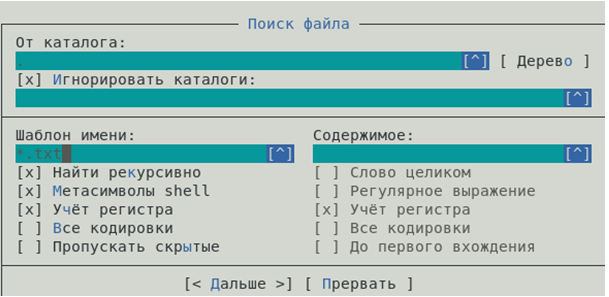 Поиск файла
От каталога:
. [^] [ Дерево ]
[x] Игнорировать каталоги:
[^]
Шаблон имени: Содержимое:
*.txt [^] [^]
[x] Найти рекурсивно [ ] Слово целиком
[x] Метасимволы shell [ ] Регулярное выражение
[x] Учёт регистра [x] Учёт регистра
[ ] Все кодировки [ ] Все кодировки
[ ] Пропускать скрытые [ ] До первого вхождения
[< Дальше >] [ Прервать ]